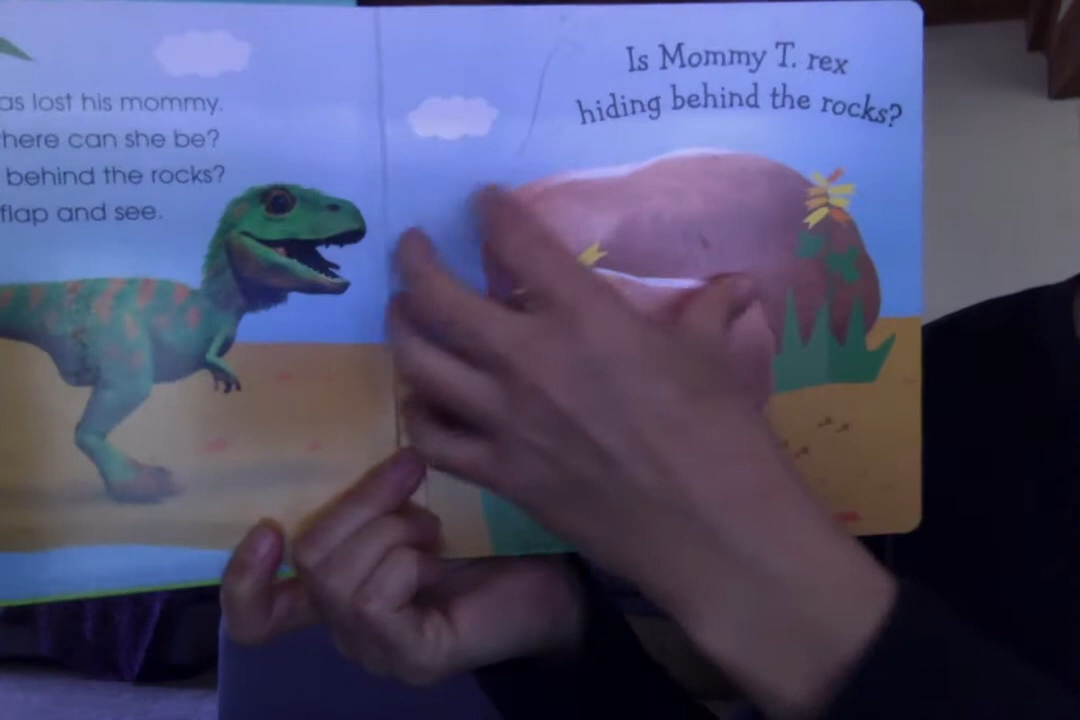 as lost his mommy.
here can she be?
behind the rocks?
flap and see.
Is Mommy T. rex
hiding behind the rocks?